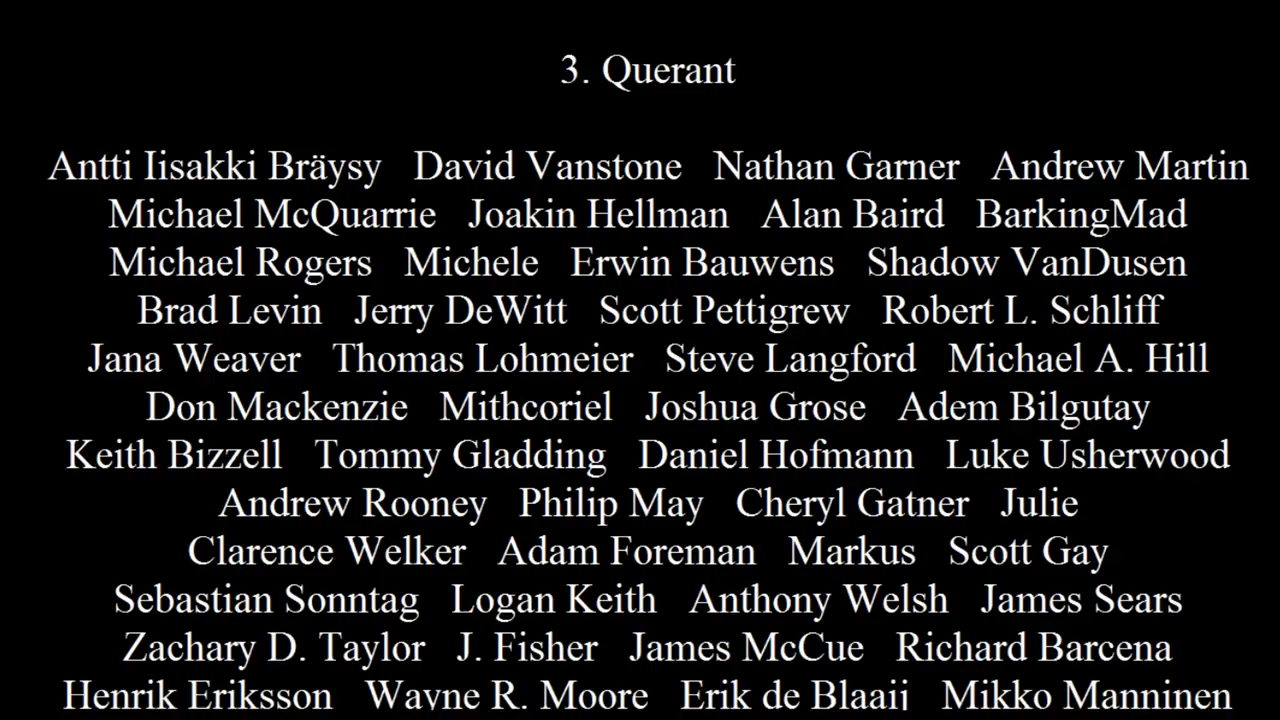 3. Querant
Antti Iisakki Bräysy David Vanstone Nathan Garner Andrew Martin
Michael McQuarrie Joakin Hellman Alan Baird BarkingMad
Michael Rogers Michele Erwin Bauwens Shadow VanDusen
Brad Levin Jerry DeWitt Scott Pettigrew Robert L. Schliff
Jana Weaver Thomas Lohmeier Steve Langford Michael A. Hill
Don Mackenzie Mithcoriel Joshua Grose Adem Bilgutay
Keith Bizzell Tommy Gladding Daniel Hofmann Luke Usherwood
Andrew Rooney Philip May Cheryl Gatner Julie
Clarence Welker Adam Foreman Markus Scott Gay
Sebastian Sonntag Logan Keith Anthony Welsh James Sears
Zachary D. Taylor J. Fisher James McCue Richard Barcena
Henrik Eriksson Wayne R. Moore Erik de Blaaij Mikko Manninen